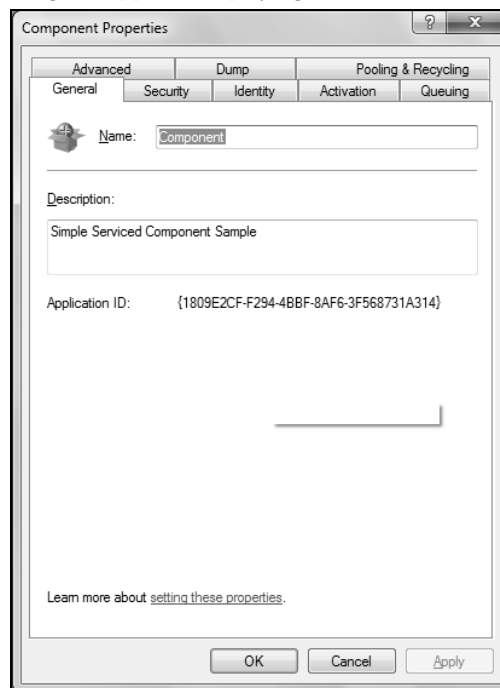 Component Properties
? X
Advanced Dump Pooling & Recycling
General Security Identity Activation Queuing
Name: Component
Description:
Simple Serviced Component Sample
Application ID: {1809E2CF-F294-4BBF-8AF6-3F568731A314}
Learn more about setting these properties.
OK Cancel Apply